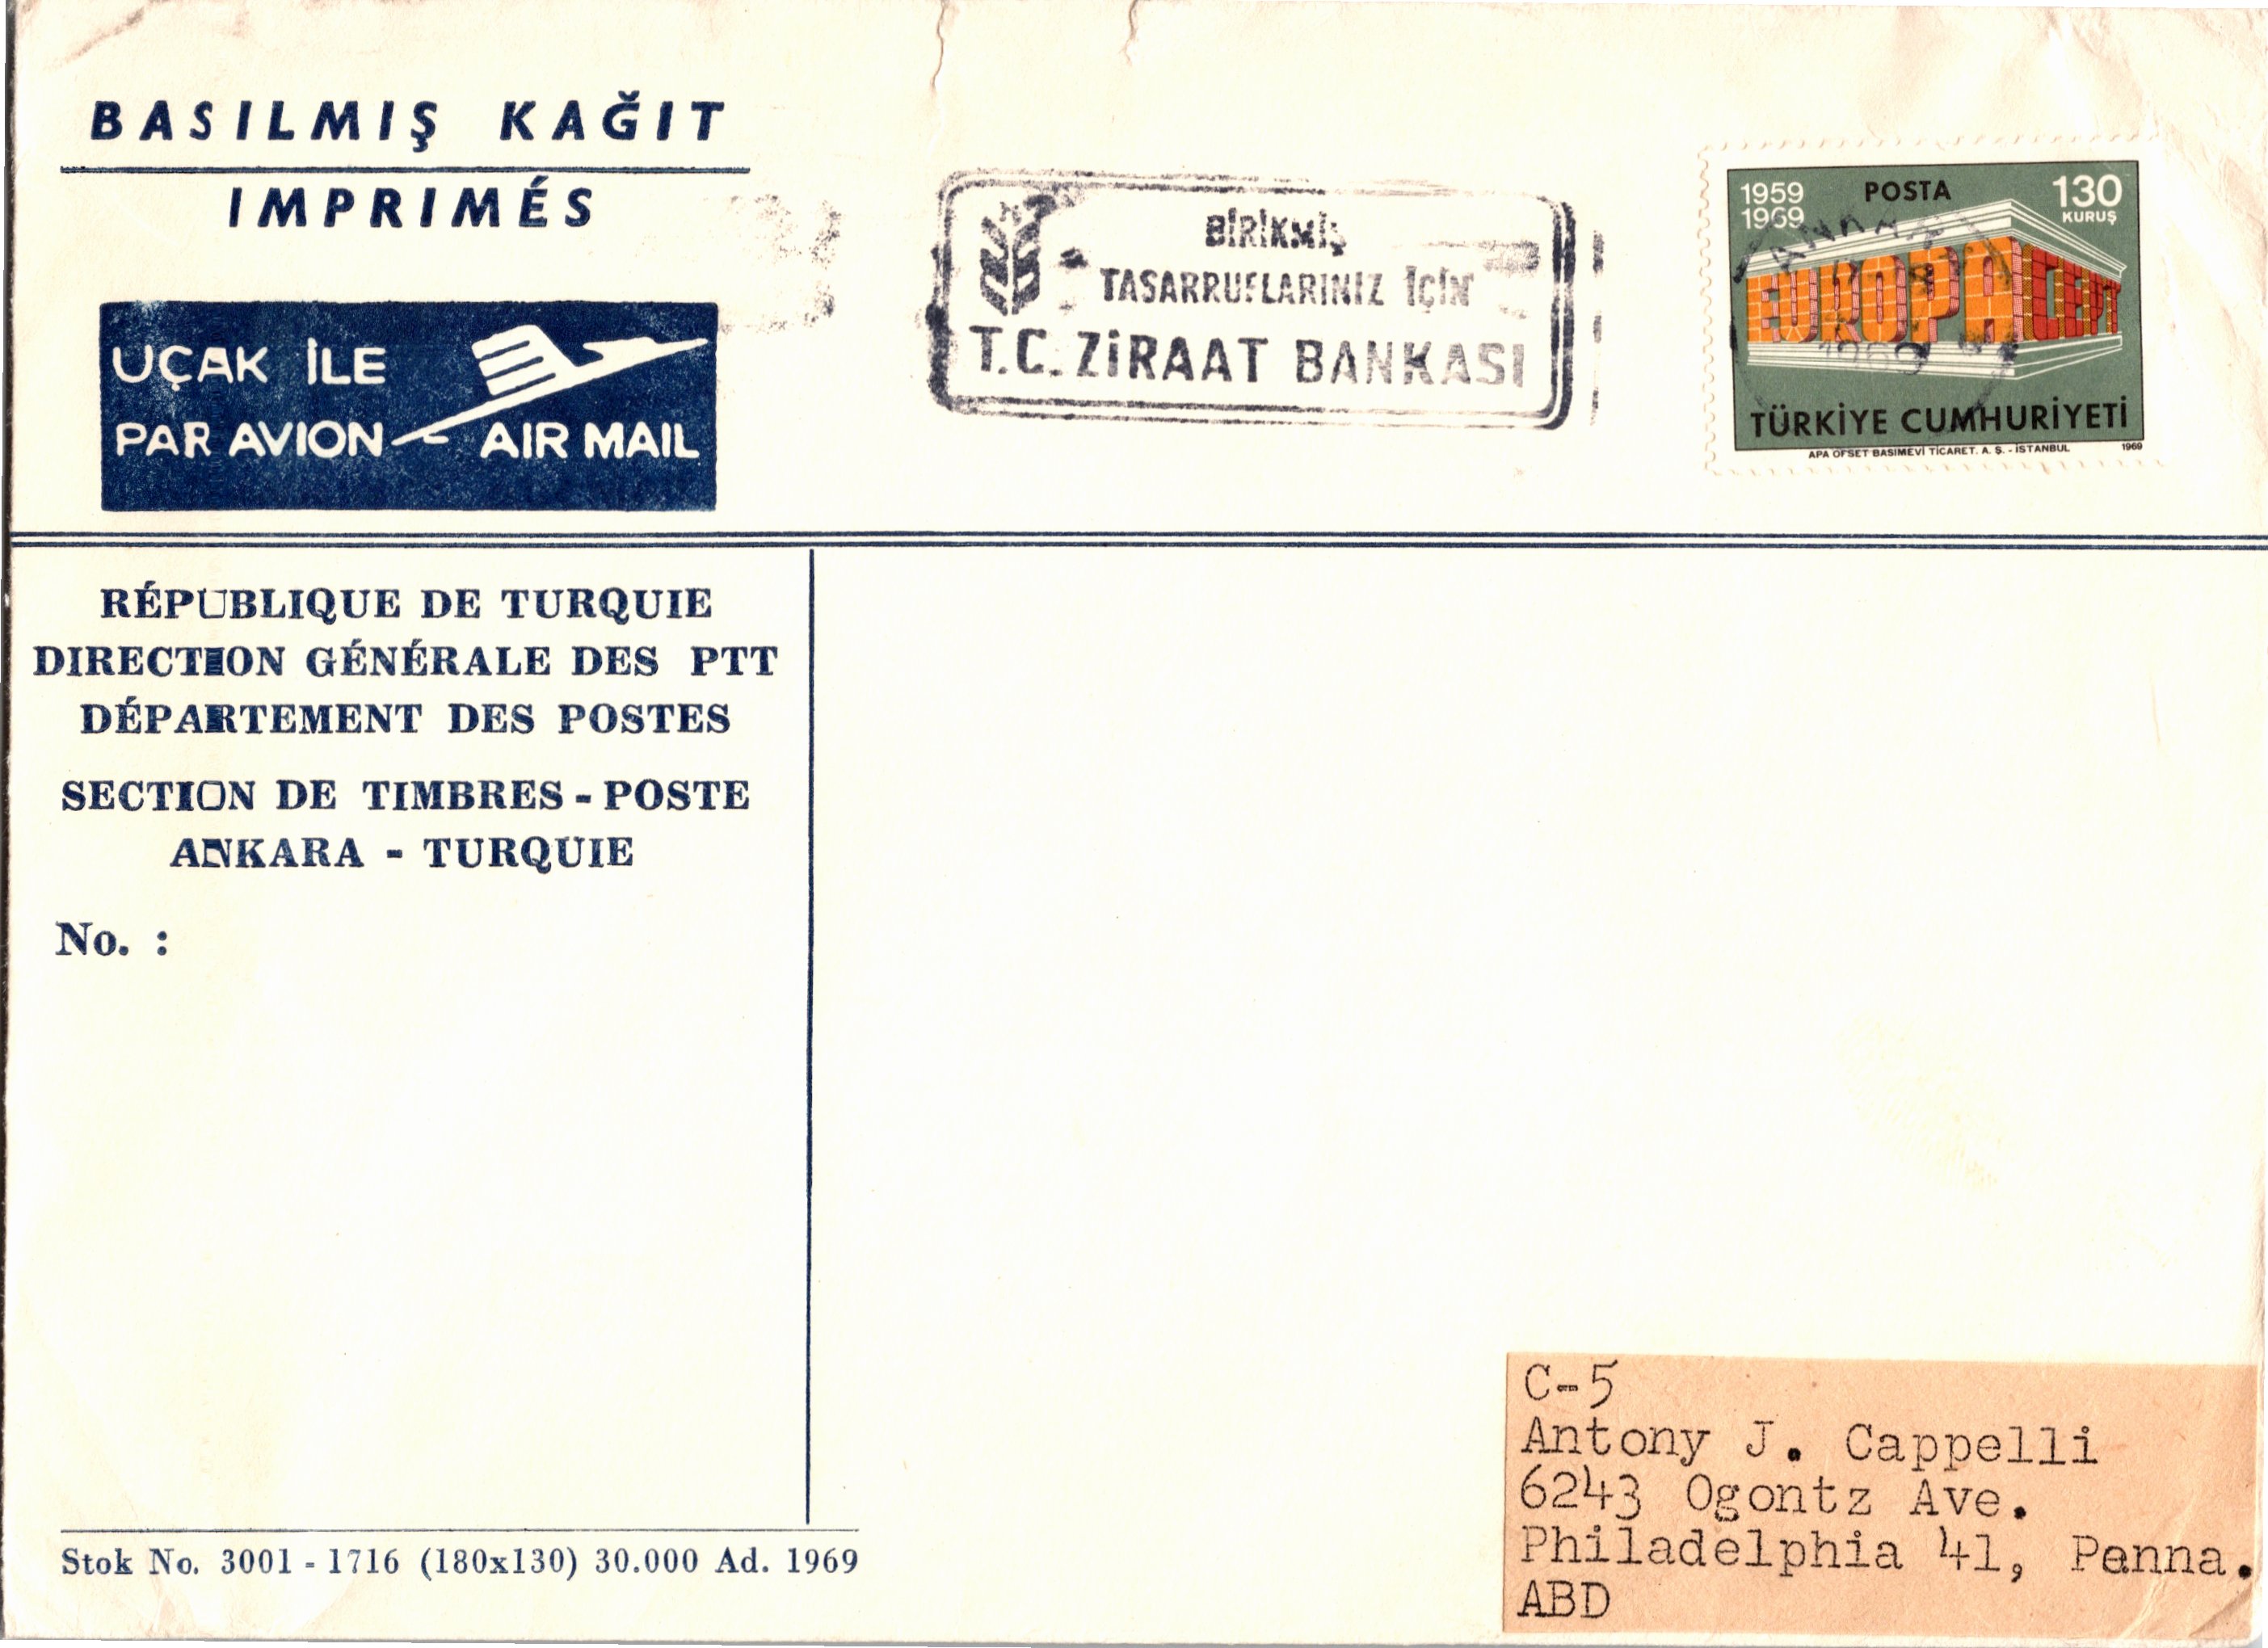 BASILMIŞ KAĞIT
IMPRIMÉS
UÇAK İLE
PAR AVION AIR MAIL
BİRİKMİŞ
TASARRUFLARINIZ İÇİN
T.C. ZİRAAT BANKASI
1959 POSTA 130
1969 KURUŞ
ANKARA
EUROPA CEPT
1969
TÜRKİYE CUMHURİYETİ
APA OFSET BASIMEVİ TİCARET. A. Ş. - İSTANBUL 1969
RÉPUBLIQUE DE TURQUIE
DIRECTION GÉNÉRALE DES PTT
DÉPARTEMENT DES POSTES
SECTION DE TIMBRES - POSTE
ANKARA - TURQUIE
No. :
Stok No. 3001 - 1716 (180x130) 30.000 Ad. 1969
C-5
Antony J. Cappelli
6243 Ogontz Ave.
Philadelphia 41, Penna.
ABD